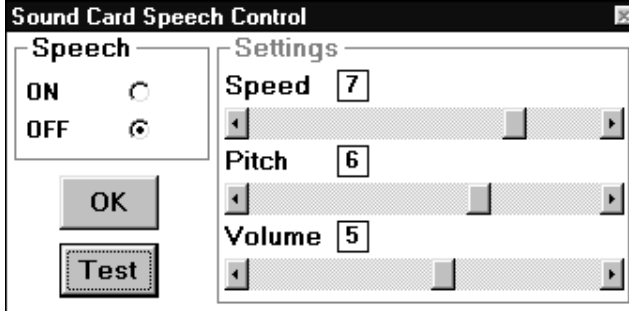 Sound Card Speech Control
Speech
ON
OFF
OK
Test
Settings
Speed 7
Pitch 6
Volume 5